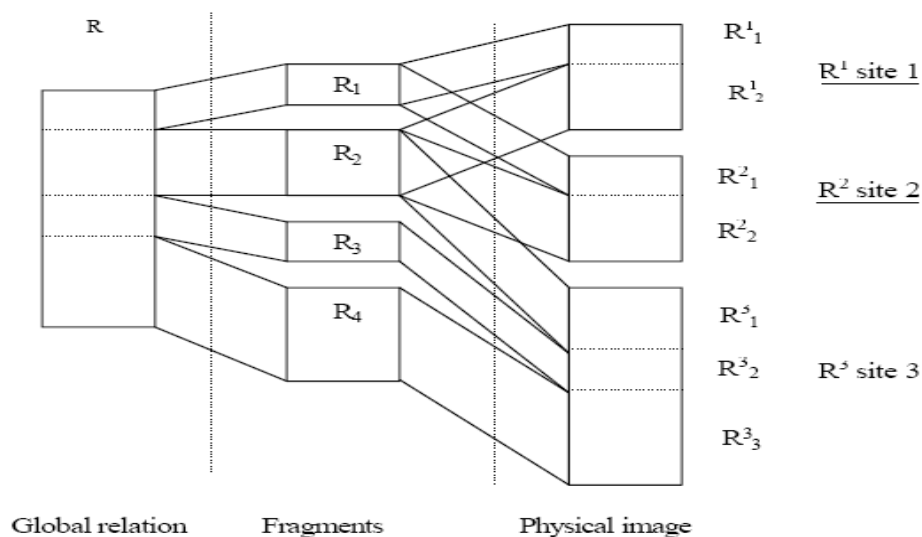 R
R₁
R₂
R₃
R₄
R¹₁
R¹₂
R¹ site 1
R²₁
R²₂
R² site 2
R³₁
R³₂
R³₃
R³ site 3
Global relation Fragments Physical image